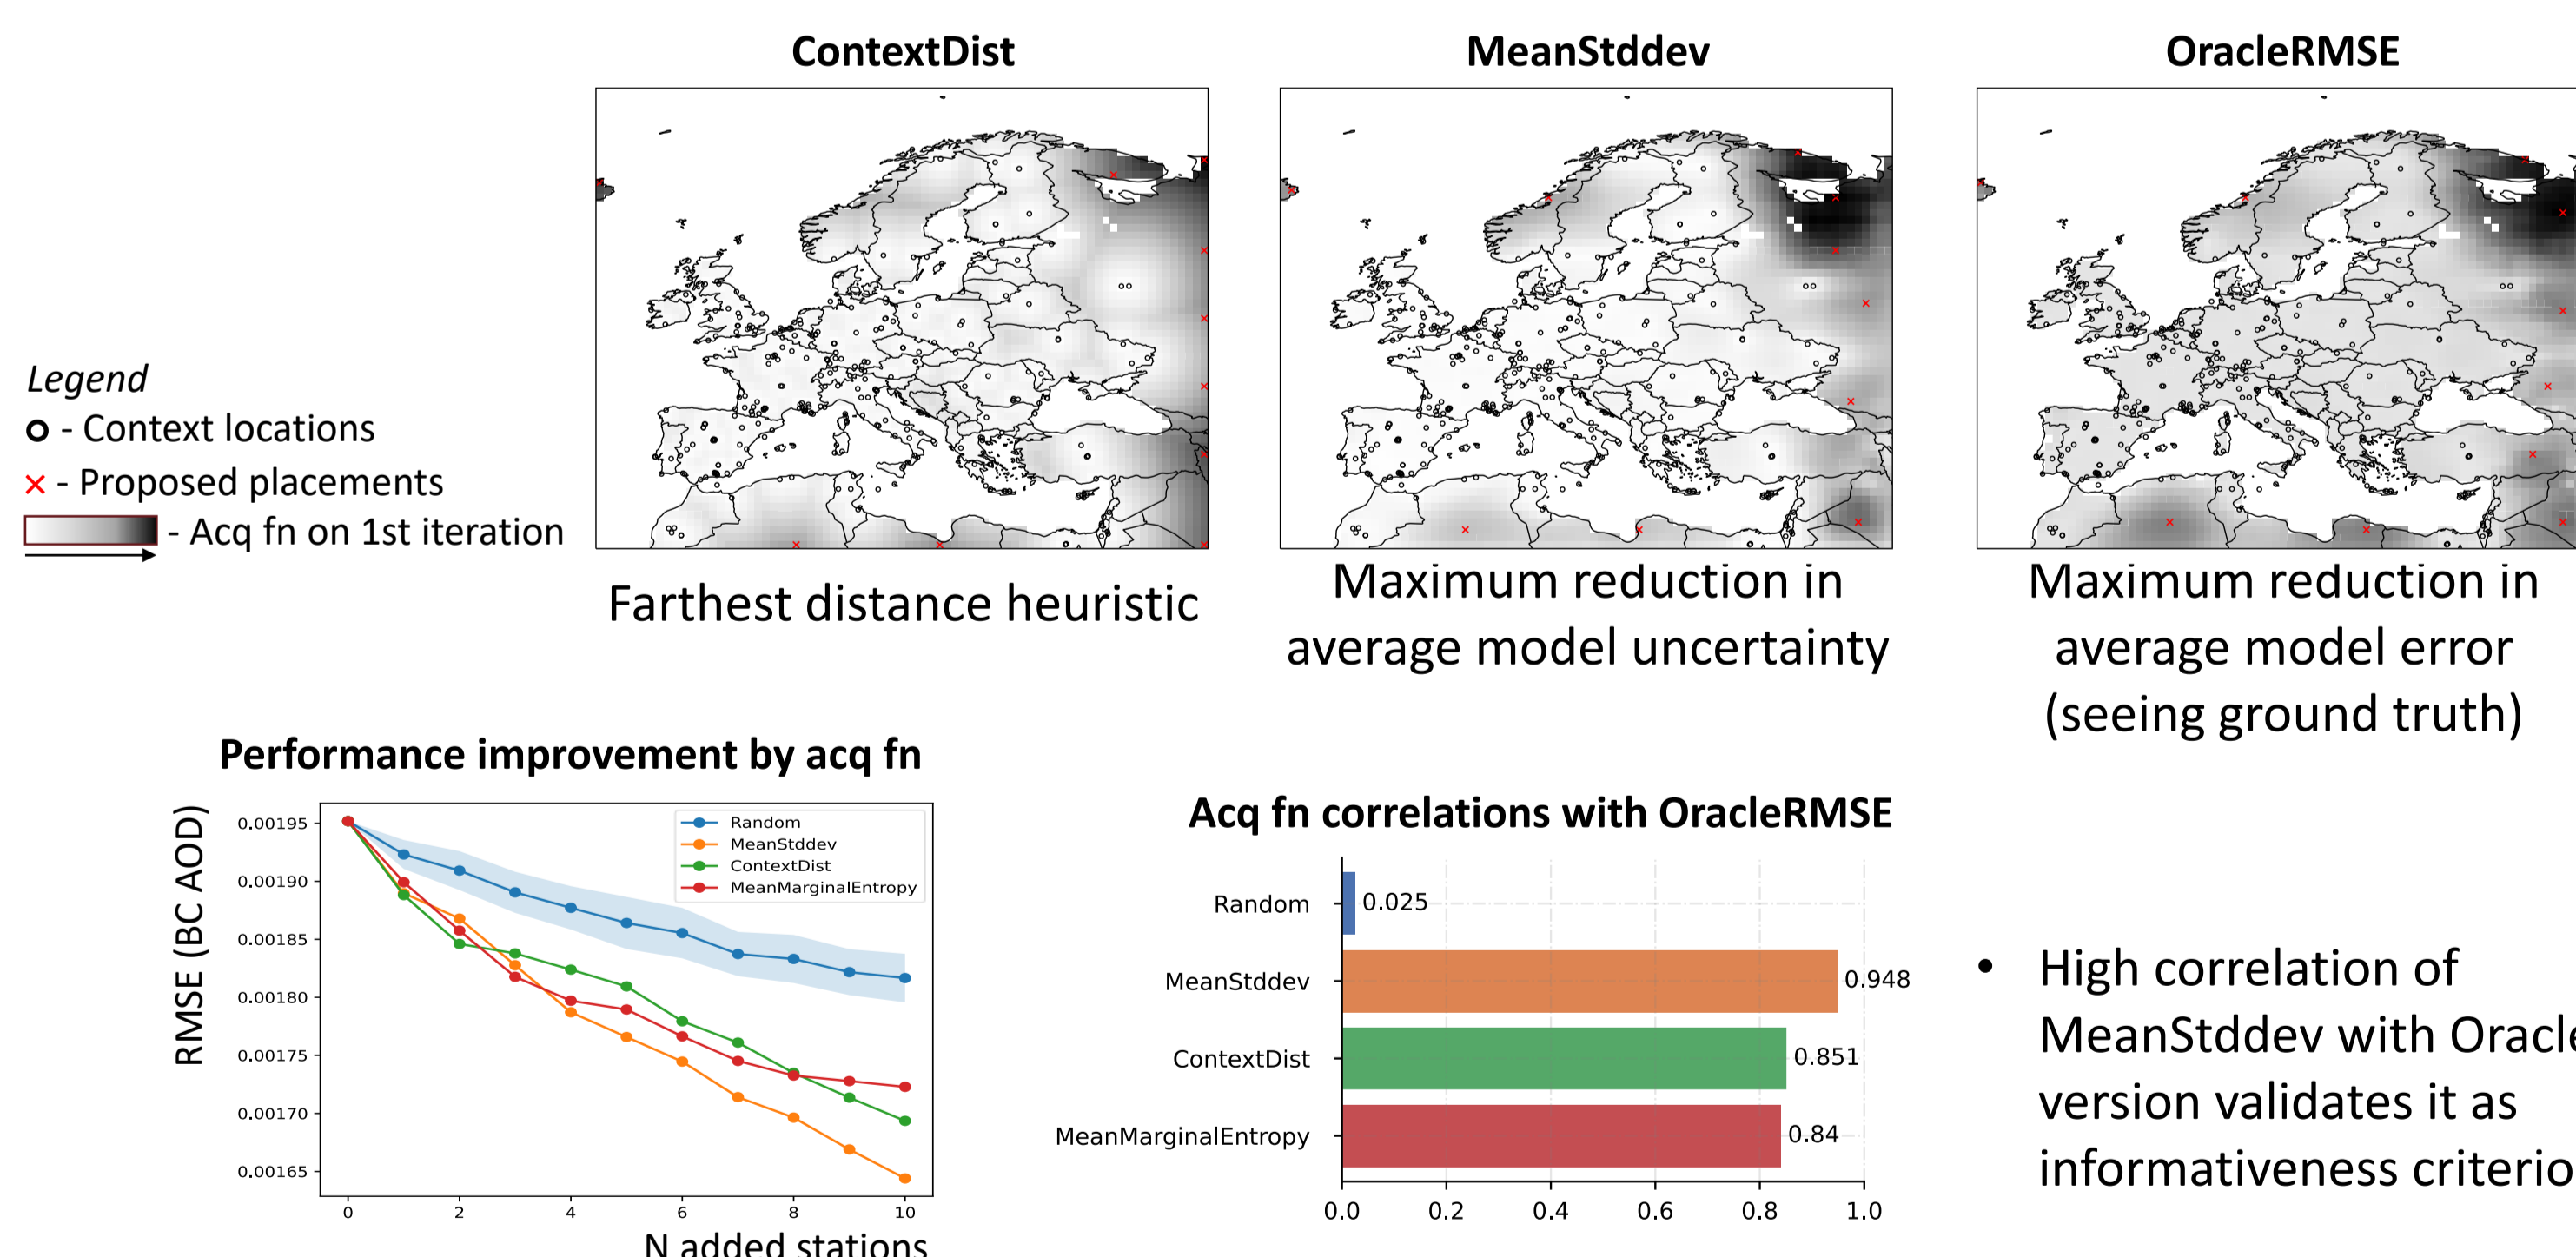 ContextDist
MeanStddev
OracleRMSE
Legend
- Context locations
- Proposed placements
- Acq fn on 1st iteration
Farthest distance heuristic
Maximum reduction in
average model uncertainty
Maximum reduction in
average model error
(seeing ground truth)
Performance improvement by acq fn
RMSE (BC AOD)
0.00195
0.00190
0.00185
0.00180
0.00175
0.00170
0.00165
Random
MeanStddev
ContextDist
MeanMarginalEntropy
0 2 4 6 8 10
N added stations
Acq fn correlations with OracleRMSE
Random 0.025
MeanStddev 0.948
ContextDist 0.851
MeanMarginalEntropy 0.84
0.0 0.2 0.4 0.6 0.8 1.0
• High correlation of
MeanStddev with Oracle
version validates it as
informativeness criterio